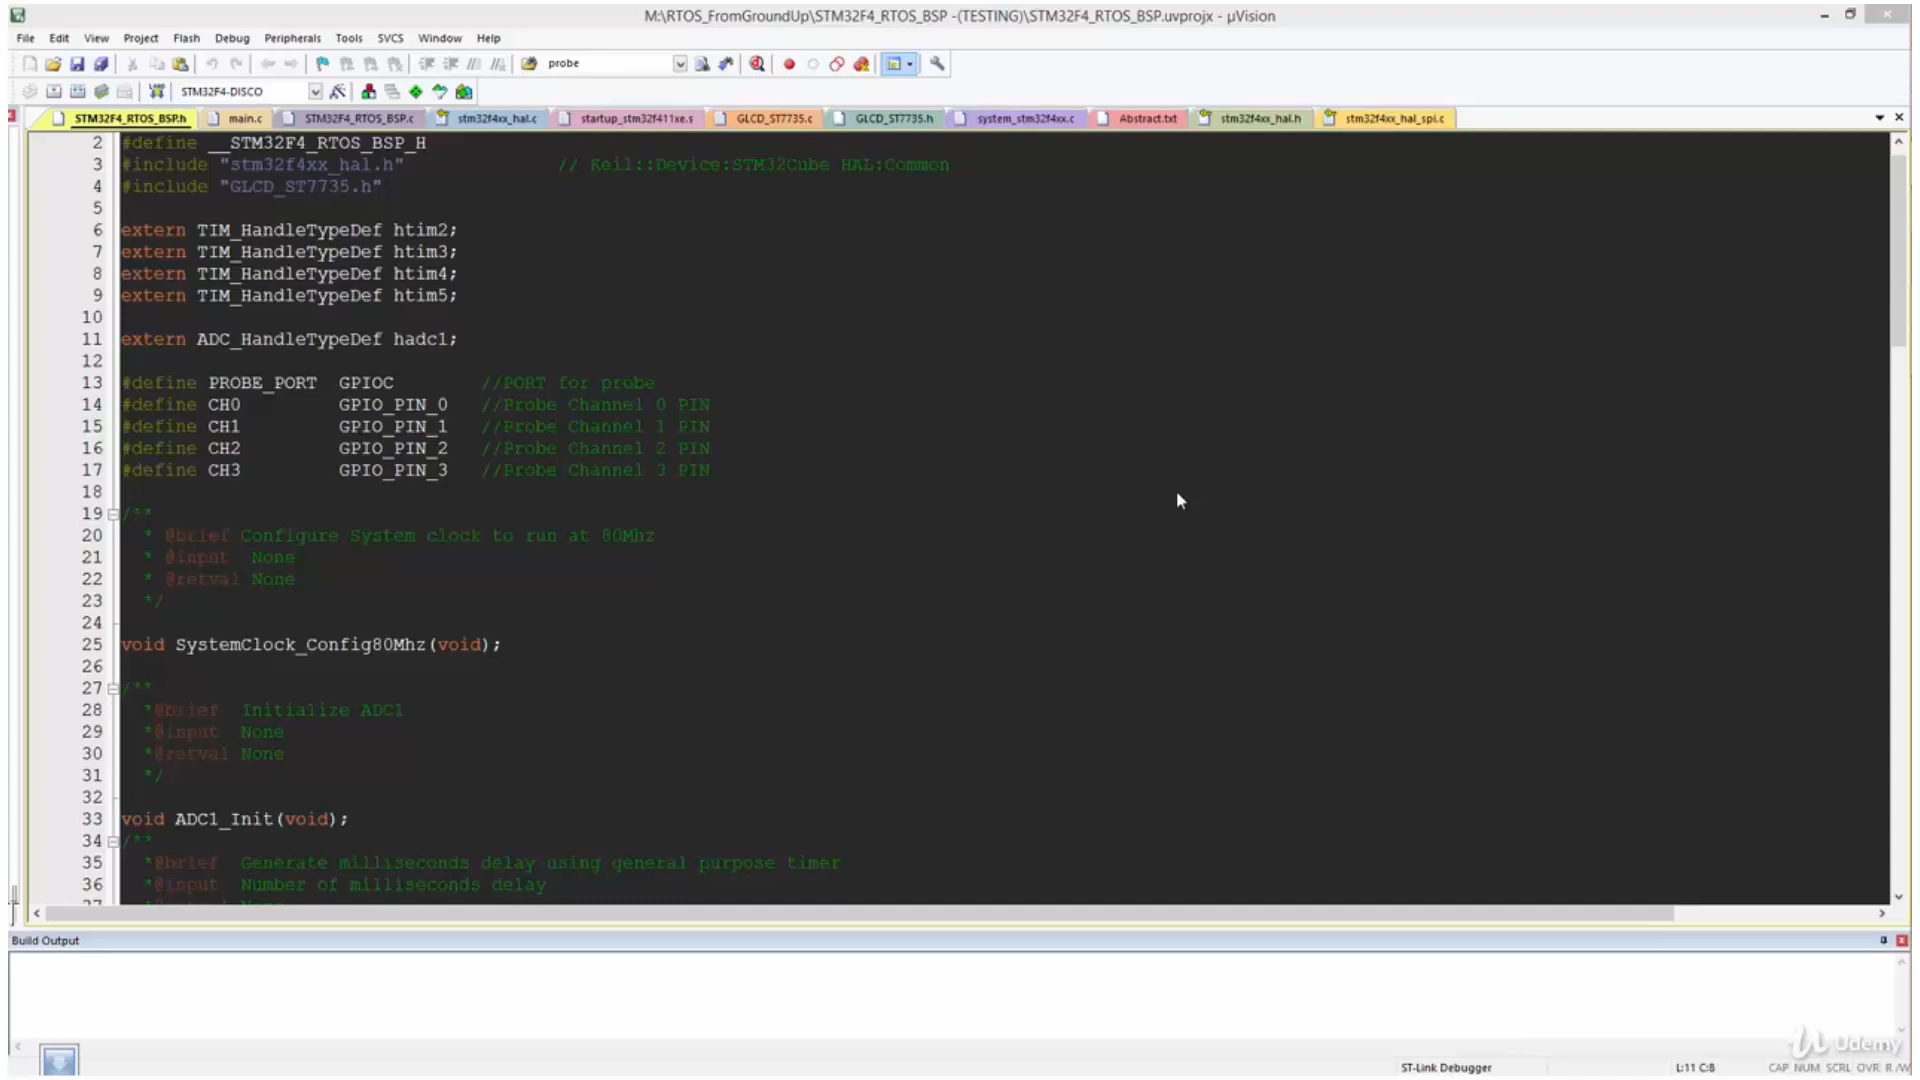 M:\RTOS_FromGroundUp\STM32F4_RTOS_BSP -(TESTING)\STM32F4_RTOS_BSP.uvprojx - µVision
File Edit View Project Flash Debug Peripherals Tools SVCS Window Help
probe
STM32F4-DISCO
STM32F4_RTOS_BSP.h main.c STM32F4_RTOS_BSP.c stm32f4xx_hal.c startup_stm32f411xe.s GLCD_ST7735.c GLCD_ST7735.h system_stm32f4xx.c Abstract.txt stm32f4xx_hal.h stm32f4xx_hal_spi.c
2 #define __STM32F4_RTOS_BSP_H
3 #include "stm32f4xx_hal.h" // Keil::Device:STM32Cube HAL:Common
4 #include "GLCD_ST7735.h"
5
6 extern TIM_HandleTypeDef htim2;
7 extern TIM_HandleTypeDef htim3;
8 extern TIM_HandleTypeDef htim4;
9 extern TIM_HandleTypeDef htim5;
10
11 extern ADC_HandleTypeDef hadc1;
12
13 #define PROBE_PORT GPIOC //PORT for probe
14 #define CH0 GPIO_PIN_0 //Probe Channel 0 PIN
15 #define CH1 GPIO_PIN_1 //Probe Channel 1 PIN
16 #define CH2 GPIO_PIN_2 //Probe Channel 2 PIN
17 #define CH3 GPIO_PIN_3 //Probe Channel 3 PIN
18
19 /**
20 * @brief Configure System clock to run at 80Mhz
21 * @input None
22 * @retval None
23 */
24
25 void SystemClock_Config80Mhz(void);
26
27 /**
28 *@brief Initialize ADC1
29 *@input None
30 *@retval None
31 */
32
33 void ADC1_Init(void);
34 /**
35 *@brief Generate milliseconds delay using general purpose timer
36 *@input Number of milliseconds delay
37
Build Output
Udemy
ST-Link Debugger L:11 C:8 CAP NUM SCRL OVR R/W